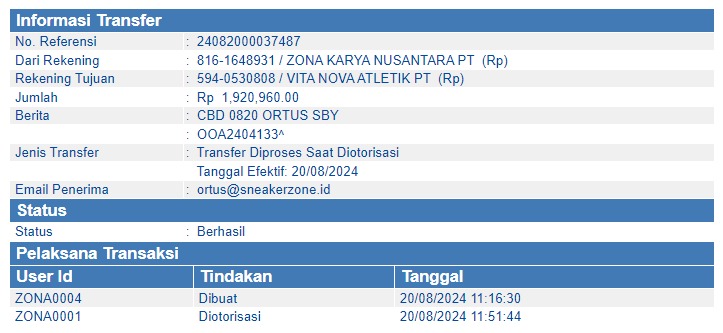 Informasi Transfer
No. Referensi : 24082000037487
Dari Rekening : 816-1648931 / ZONA KARYA NUSANTARA PT (Rp)
Rekening Tujuan : 594-0530808 / VITA NOVA ATLETIK PT (Rp)
Jumlah : Rp 1,920,960.00
Berita : CBD 0820 ORTUS SBY
: OOA2404133^
Jenis Transfer : Transfer Diproses Saat Diotorisasi
Tanggal Efektif: 20/08/2024
Email Penerima : ortus@sneakerzone.id
Status
Status : Berhasil
Pelaksana Transaksi
User Id Tindakan Tanggal
ZONA0004 Dibuat 20/08/2024 11:16:30
ZONA0001 Diotorisasi 20/08/2024 11:51:44